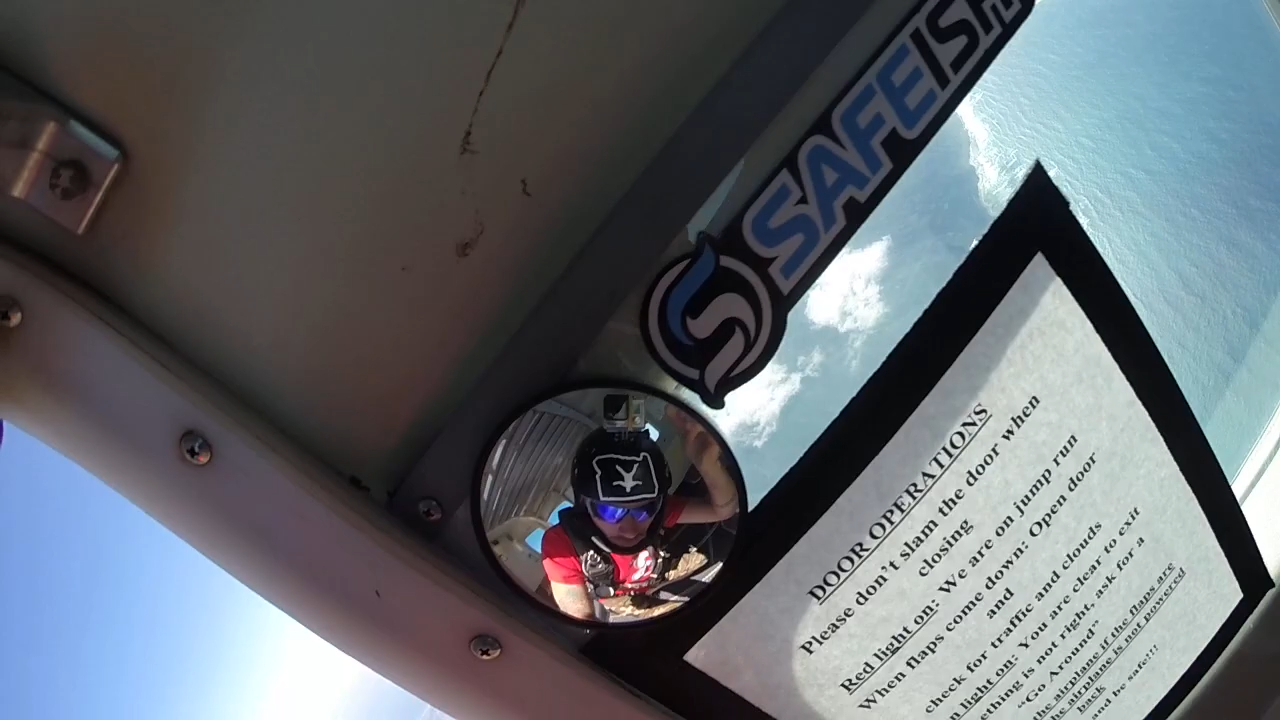 SAFEISH
DOOR OPERATIONS
Please don't slam the door when
closing
Red light on: We are on jump run
When flaps come down: Open door
and
check for traffic and clouds
light on: You are clear to exit
is not right, ask for a
"Go Around"
the airplane if the flaps are
the airplane is not powered
back
and be safe!!!